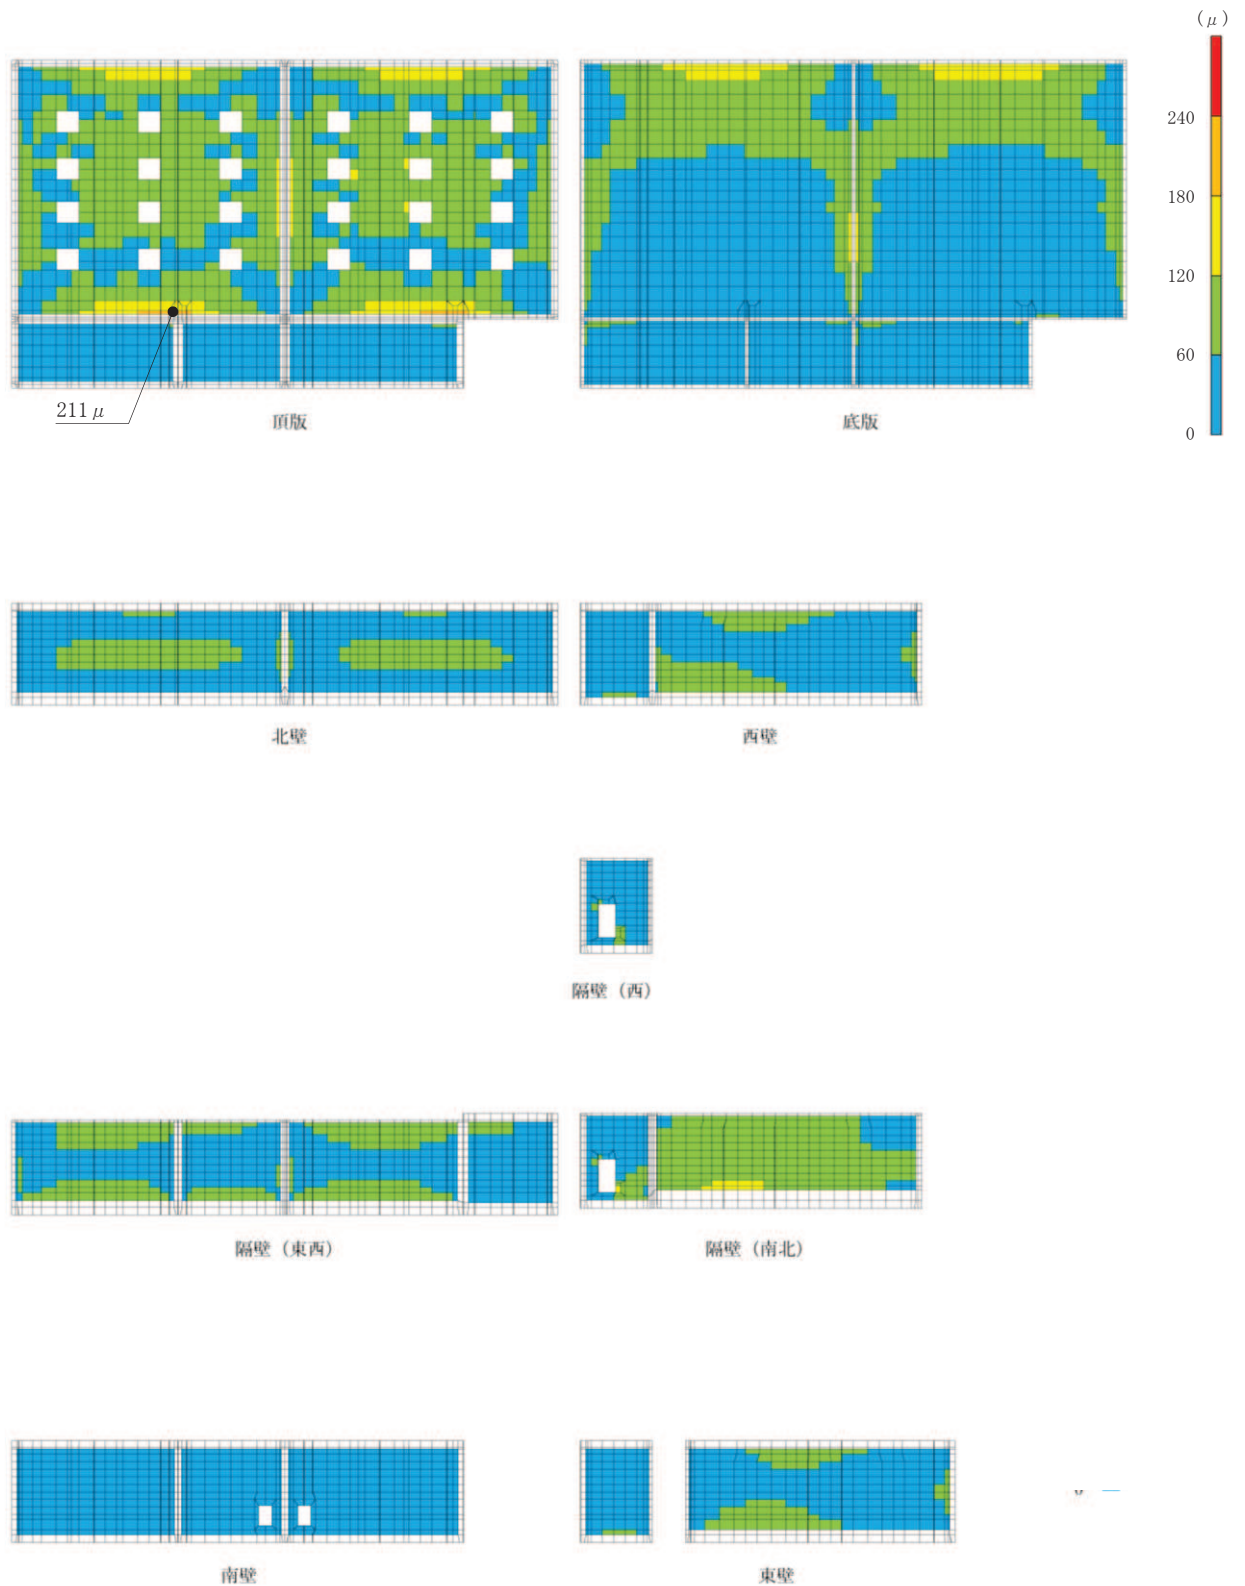 (μ)
240
180
120
60
0
211μ
頂版
底版
北壁
西壁
隔壁 (西)
隔壁 (東西)
隔壁 (南北)
南壁
東壁